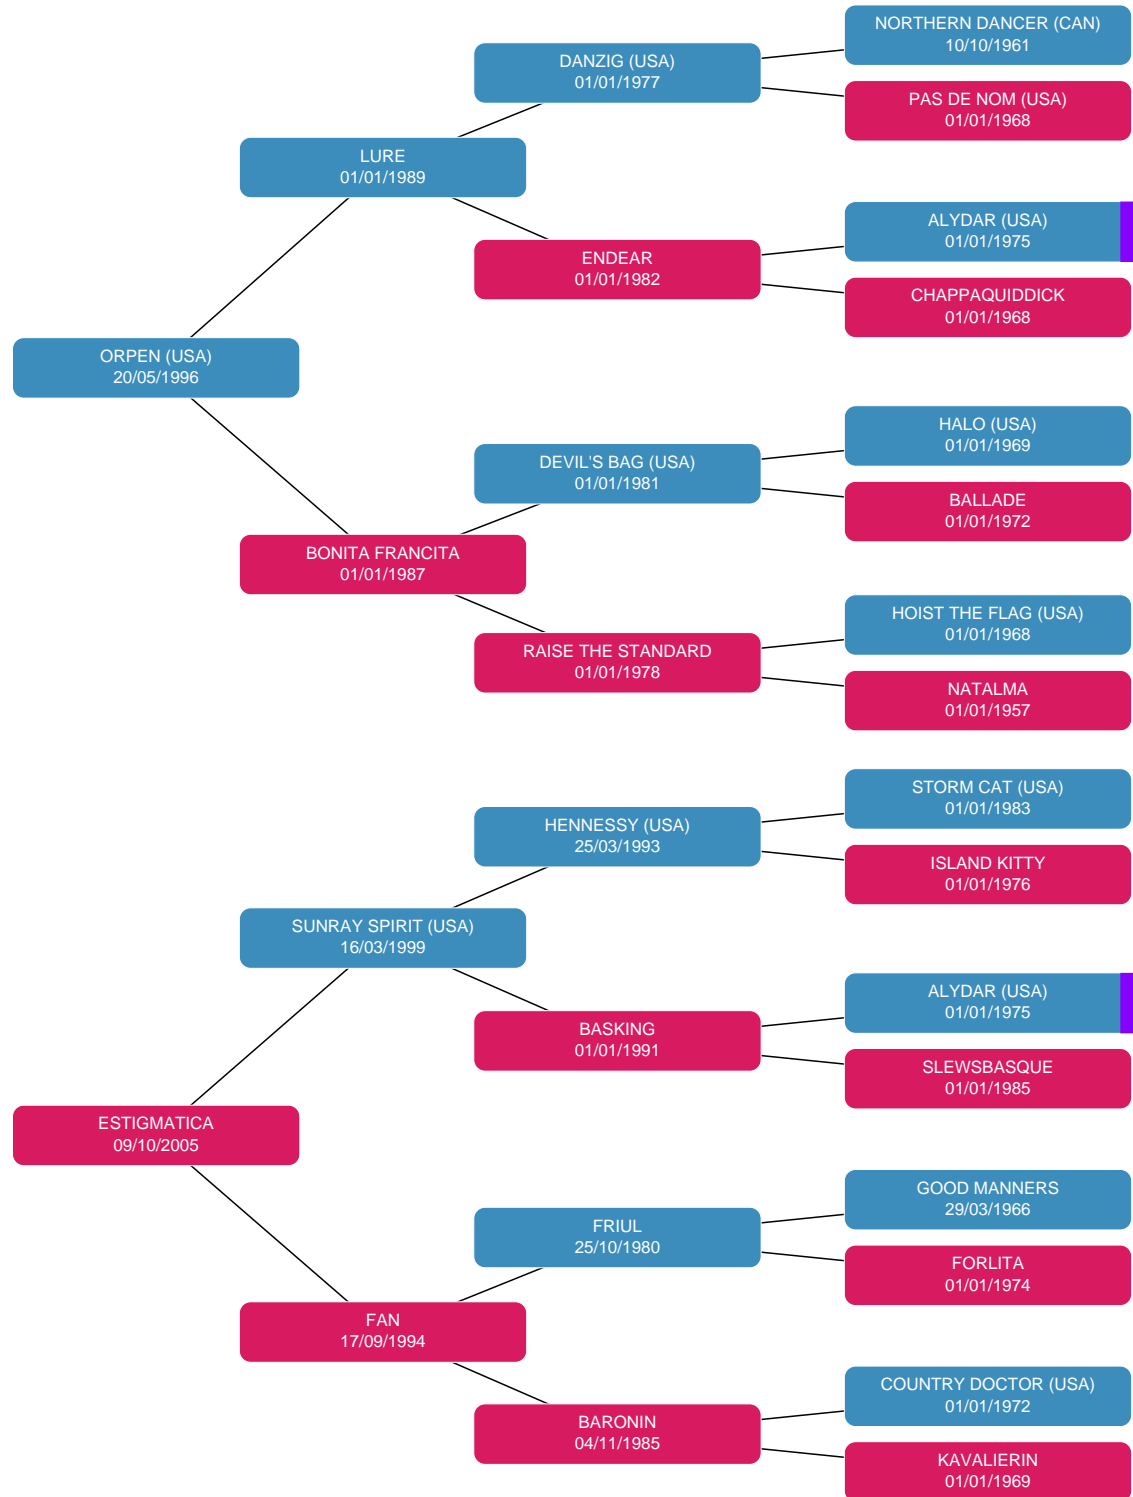 NORTHERN DANCER (CAN)
10/10/1961
DANZIG (USA)
01/01/1977
PAS DE NOM (USA)
01/01/1968
LURE
01/01/1989
ALYDAR (USA)
01/01/1975
ENDEAR
01/01/1982
CHAPPAQUIDDICK
01/01/1968
ORPEN (USA)
20/05/1996
HALO (USA)
01/01/1969
DEVIL'S BAG (USA)
01/01/1981
BALLADE
01/01/1972
BONITA FRANCITA
01/01/1987
HOIST THE FLAG (USA)
01/01/1968
RAISE THE STANDARD
01/01/1978
NATALMA
01/01/1957
STORM CAT (USA)
01/01/1983
HENNESSY (USA)
25/03/1993
ISLAND KITTY
01/01/1976
SUNRAY SPIRIT (USA)
16/03/1999
ALYDAR (USA)
01/01/1975
BASKING
01/01/1991
SLEWSBASQUE
01/01/1985
ESTIGMATICA
09/10/2005
GOOD MANNERS
29/03/1966
FRIUL
25/10/1980
FORLITA
01/01/1974
FAN
17/09/1994
COUNTRY DOCTOR (USA)
01/01/1972
BARONIN
04/11/1985
KAVALIERIN
01/01/1969